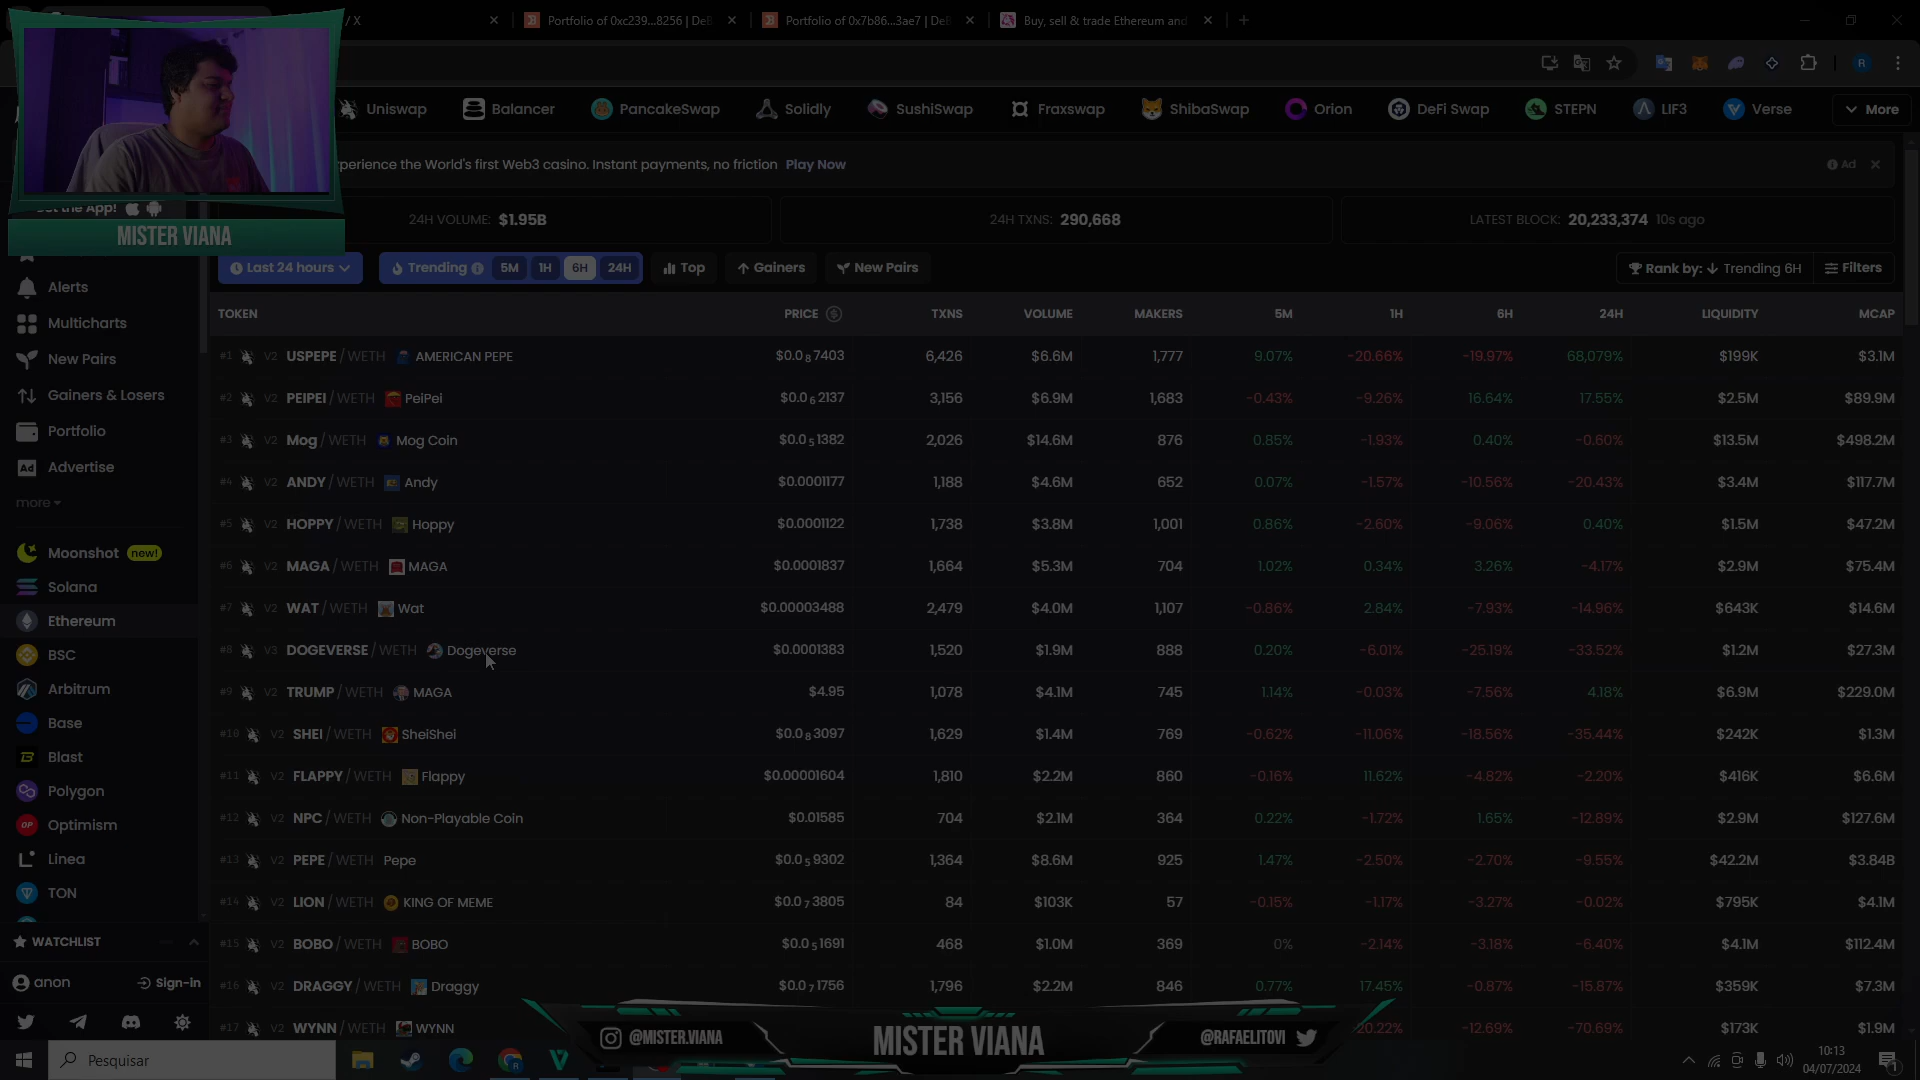 / X
Portfolio of 0xc239...8256 | DeB
Portfolio of 0x7b86...3ae7 | DeB
Buy, sell & trade Ethereum and
R
Uniswap
Balancer
PancakeSwap
Solidly
SushiSwap
Fraxswap
ShibaSwap
Orion
DeFi Swap
STEPN
LIF3
Verse
More
perience the World's first Web3 casino. Instant payments, no friction Play Now
Ad
the App!
MISTER VIANA
24H VOLUME: $1.95B
24H TXNS: 290,668
LATEST BLOCK: 20,233,374 10s ago
Last 24 hours
Trending 5M 1H 6H 24H
Top
Gainers
New Pairs
Rank by: Trending 6H
Filters
Alerts
Multicharts
New Pairs
Gainers & Losers
Portfolio
Ad Advertise
more
Moonshot new!
Solana
Ethereum
BSC
Arbitrum
Base
Blast
Polygon
OP Optimism
Linea
TON
WATCHLIST
anon Sign-in
TOKEN PRICE TXNS VOLUME MAKERS 5M 1H 6H 24H LIQUIDITY MCAP
#1 V2 USPEPE / WETH AMERICAN PEPE $0.0₈7403 6,426 $6.6M 1,777 9.07% -20.66% -19.97% 68,079% $199K $3.1M
#2 V2 PEIPEI / WETH PeiPei $0.0₆2137 3,156 $6.9M 1,683 -0.43% -9.26% 16.64% 17.55% $2.5M $89.9M
#3 V2 Mog / WETH Mog Coin $0.0₅1382 2,026 $14.6M 876 0.85% -1.93% 0.40% -0.60% $13.5M $498.2M
#4 V2 ANDY / WETH Andy $0.0001177 1,188 $4.6M 652 0.07% -1.57% -10.56% -20.43% $3.4M $117.7M
#5 V2 HOPPY / WETH Hoppy $0.0001122 1,738 $3.8M 1,001 0.86% -2.60% -9.06% 0.40% $1.5M $47.2M
#6 V2 MAGA / WETH MAGA $0.0001837 1,664 $5.3M 704 1.02% 0.34% 3.26% -4.17% $2.9M $75.4M
#7 V2 WAT / WETH Wat $0.00003488 2,479 $4.0M 1,107 -0.86% 2.84% -7.93% -14.96% $643K $14.6M
#8 V3 DOGEVERSE / WETH Dogeverse $0.0001383 1,520 $1.9M 888 0.20% -6.01% -25.19% -33.52% $1.2M $27.3M
#9 V2 TRUMP / WETH MAGA $4.95 1,078 $4.1M 745 1.14% -0.03% -7.56% 4.18% $6.9M $229.0M
#10 V2 SHEI / WETH SheiShei $0.0₈3097 1,629 $1.4M 769 -0.62% -11.06% -18.56% -35.44% $242K $1.3M
#11 V2 FLAPPY / WETH Flappy $0.00001604 1,810 $2.2M 860 -0.16% 11.62% -4.82% -2.20% $416K $6.6M
#12 V2 NPC / WETH Non-Playable Coin $0.01585 704 $2.1M 364 0.22% -1.72% 1.65% -12.89% $2.9M $127.6M
#13 V2 PEPE / WETH Pepe $0.0₅9302 1,364 $8.6M 925 1.47% -2.50% -2.70% -9.55% $42.2M $3.84B
#14 V2 LION / WETH KING OF MEME $0.0₇3805 84 $103K 57 -0.15% -1.17% -3.27% -0.02% $795K $4.1M
#15 V2 BOBO / WETH BOBO $0.0₅1691 468 $1.0M 369 0% -2.14% -3.18% -6.40% $4.1M $112.4M
#16 V2 DRAGGY / WETH Draggy $0.0₇1756 1,796 $2.2M 846 0.77% 17.45% -0.87% -15.87% $359K $7.3M
#17 V2 WYNN / WETH WYNN -20.22% -12.69% -70.69% $173K $1.9M
@MISTER.VIANA
MISTER VIANA
@RAFAELITOVI
Pesquisar
10:13
04/07/2024
1